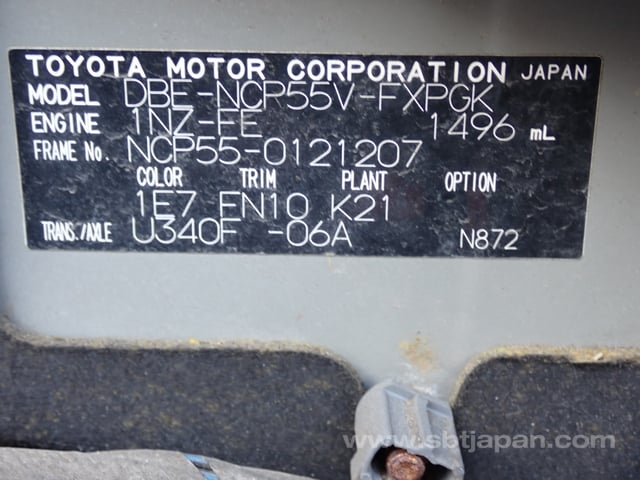 TOYOTA MOTOR CORPORATION JAPAN
MODEL DBE-NCP55V-FXPGK
ENGINE 1NZ-FE 1496 mL
FRAME No. NCP55-0121207
COLOR TRIM PLANT OPTION
1E7 FN10 K21
TRANS./AXLE U340F -06A N872
www.sbtjapan.com